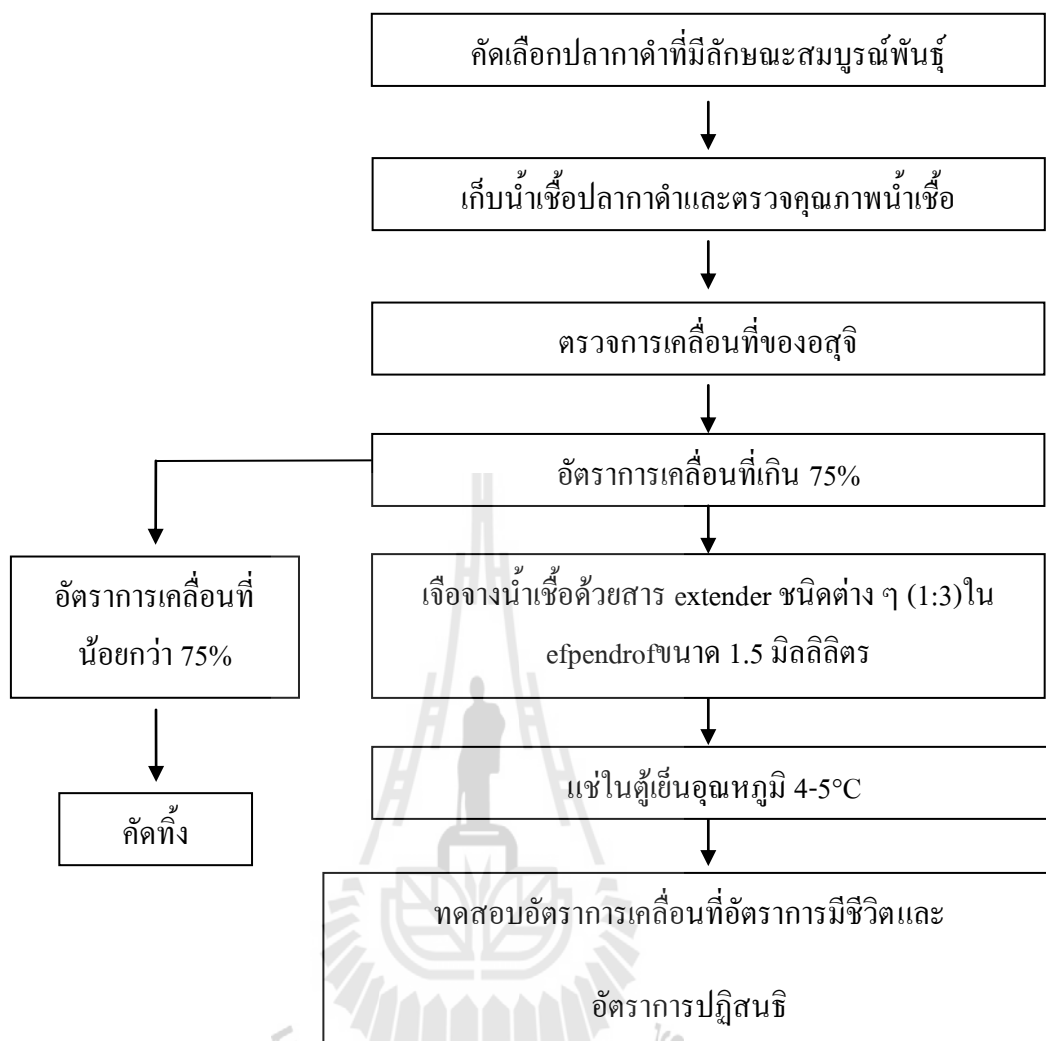 คัดเลือกปลากาดำที่มีลักษณะสมบูรณ์พันธุ์
เก็บน้ำเชื้อปลากาดำและตรวจคุณภาพน้ำเชื้อ
ตรวจการเคลื่อนที่ของอสุจิ
อัตราการเคลื่อนที่เกิน 75%
อัตราการเคลื่อนที่
น้อยกว่า 75%
คัดทิ้ง
เจือจางน้ำเชื้อด้วยสาร extender ชนิดต่าง ๆ (1:3)ใน
efpendrofขนาด 1.5 มิลลิลิตร
แช่ในตู้เย็นอุณหภูมิ 4-5°C
ทดสอบอัตราการเคลื่อนที่อัตราการมีชีวิตและ
อัตราการปฏิสนธิ